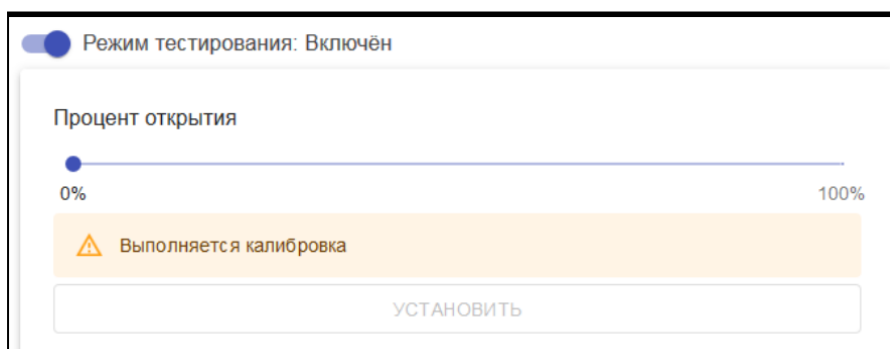 Режим тестирования: Включён
Процент открытия
0% 100%
Выполняется калибровка
УСТАНОВИТЬ